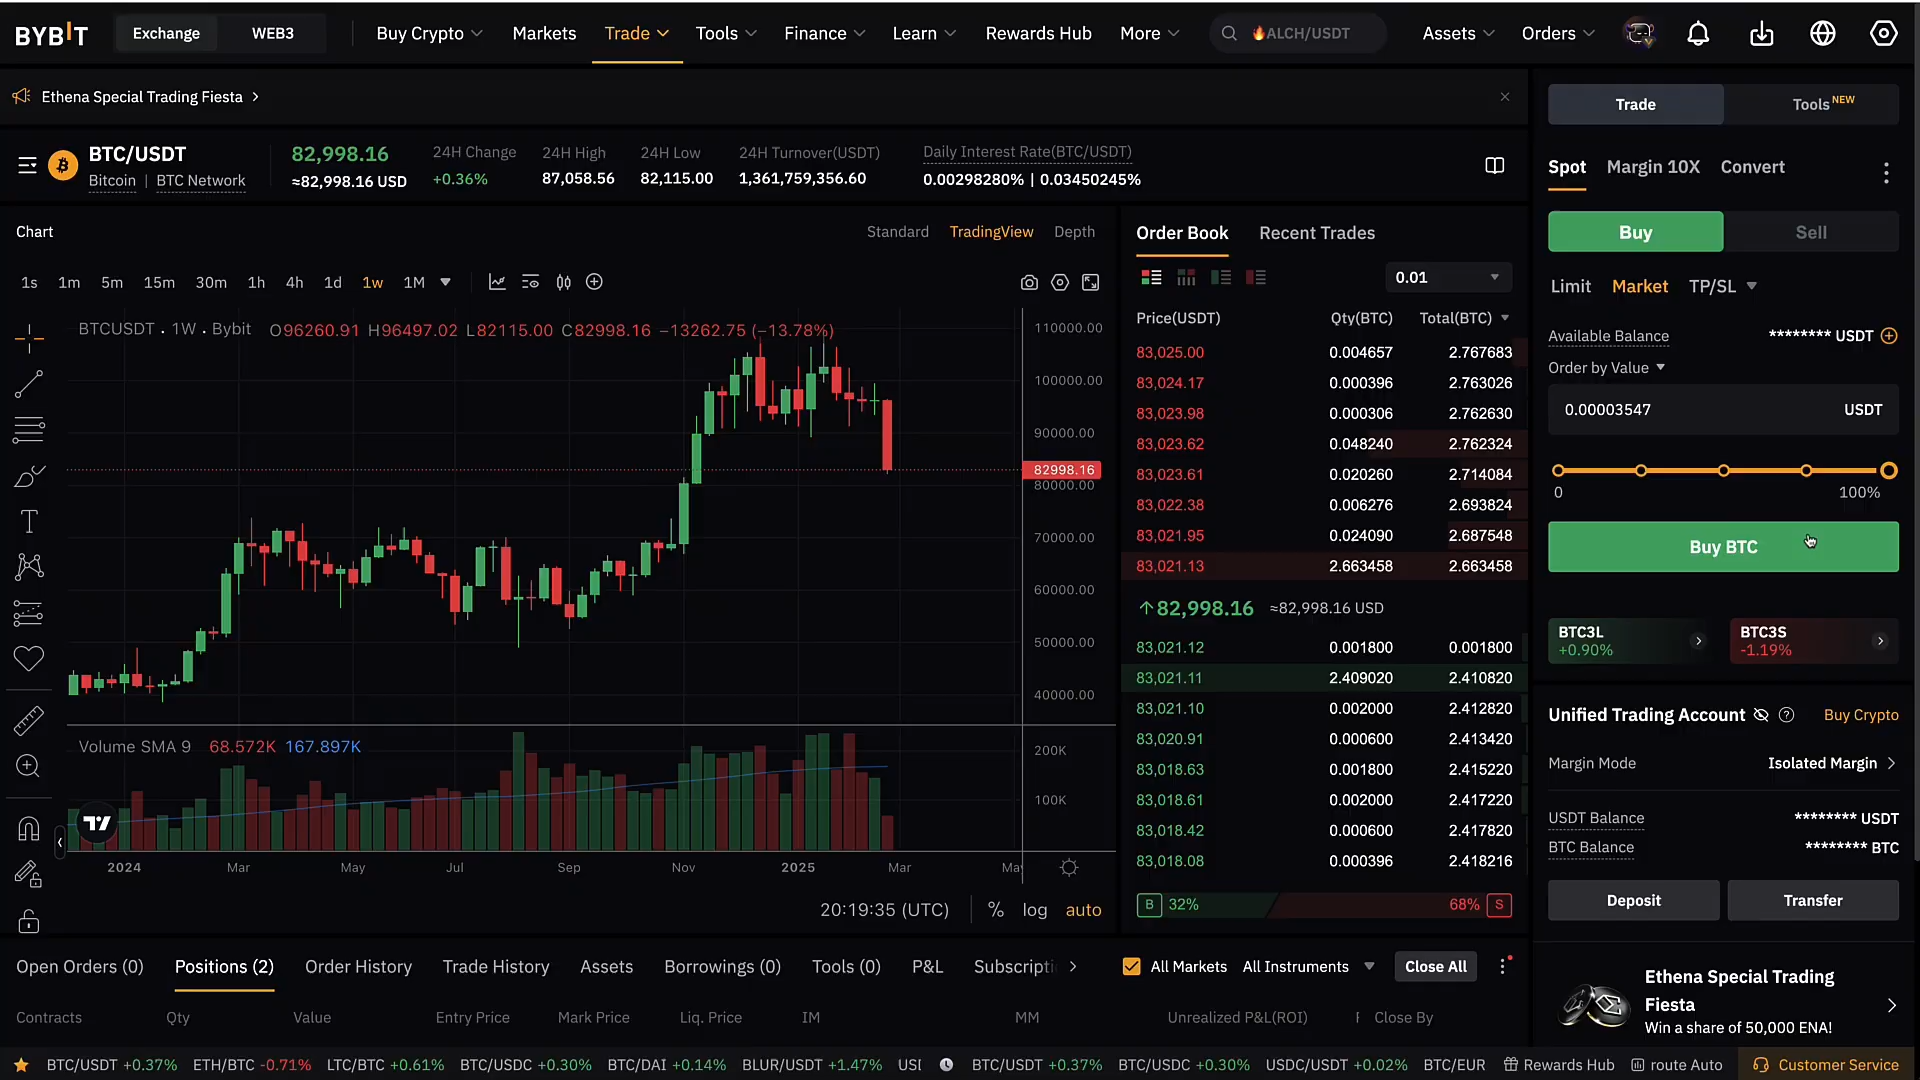 BYBIT Exchange WEB3 Buy Crypto Markets Trade Tools Finance Learn Rewards Hub More ALCH/USDT Assets Orders
Ethena Special Trading Fiesta
BTC/USDT
Bitcoin | BTC Network
82,998.16
≈82,998.16 USD
24H Change
+0.36%
24H High
87,058.56
24H Low
82,115.00
24H Turnover(USDT)
1,361,759,356.60
Daily Interest Rate(BTC/USDT)
0.00298280% | 0.03450245%
Chart
Standard TradingView Depth
1s 1m 5m 15m 30m 1h 4h 1d 1w 1M
BTCUSDT · 1W · Bybit O96260.91 H96497.02 L82115.00 C82998.16 −13262.75 (−13.78%)
110000.00
100000.00
90000.00
82998.16
80000.00
70000.00
60000.00
50000.00
40000.00
Volume SMA 9 68.572K 167.897K
200K
100K
2024 Mar May Jul Sep Nov 2025 Mar
20:19:35 (UTC) % log auto
Order Book Recent Trades
0.01
Price(USDT) Qty(BTC) Total(BTC)
83,025.00 0.004657 2.767683
83,024.17 0.000396 2.763026
83,023.98 0.000306 2.762630
83,023.62 0.048240 2.762324
83,023.61 0.020260 2.714084
83,022.38 0.006276 2.693824
83,021.95 0.024090 2.687548
83,021.13 2.663458 2.663458
↑82,998.16 ≈82,998.16 USD
83,021.12 0.001800 0.001800
83,021.11 2.409020 2.410820
83,021.10 0.002000 2.412820
83,020.91 0.000600 2.413420
83,018.63 0.001800 2.415220
83,018.61 0.002000 2.417220
83,018.42 0.000600 2.417820
83,018.08 0.000396 2.418216
B 32% 68% S
Trade Tools NEW
Spot Margin 10X Convert
Buy Sell
Limit Market TP/SL
Available Balance ******** USDT
Order by Value
0.00003547 USDT
0 100%
Buy BTC
BTC3L
+0.90%
BTC3S
-1.19%
Unified Trading Account Buy Crypto
Margin Mode Isolated Margin
USDT Balance ******** USDT
BTC Balance ******** BTC
Deposit Transfer
Ethena Special Trading
Fiesta
Win a share of 50,000 ENA!
Open Orders (0) Positions (2) Order History Trade History Assets Borrowings (0) Tools (0) P&L Subscripti
All Markets All Instruments Close All
Contracts Qty Value Entry Price Mark Price Liq. Price IM MM Unrealized P&L(ROI) Close By
BTC/USDT +0.37% ETH/BTC -0.71% LTC/BTC +0.61% BTC/USDC +0.30% BTC/DAI +0.14% BLUR/USDT +1.47% BTC/USDT +0.37% BTC/USDC +0.30% USDC/USDT +0.02% BTC/EUR Rewards Hub route Auto Customer Service